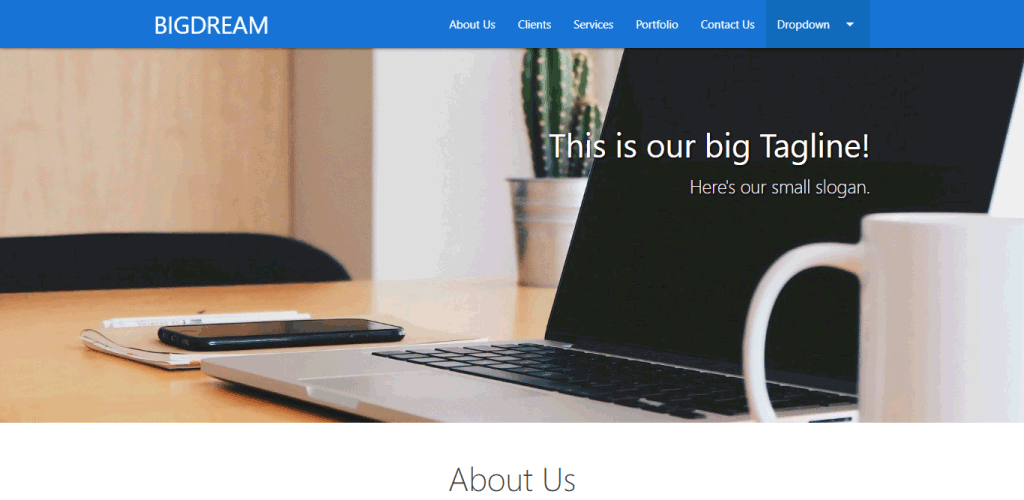 BIGDREAM
About Us Clients Services Portfolio Contact Us Dropdown
This is our big Tagline!
Here's our small slogan.
About Us